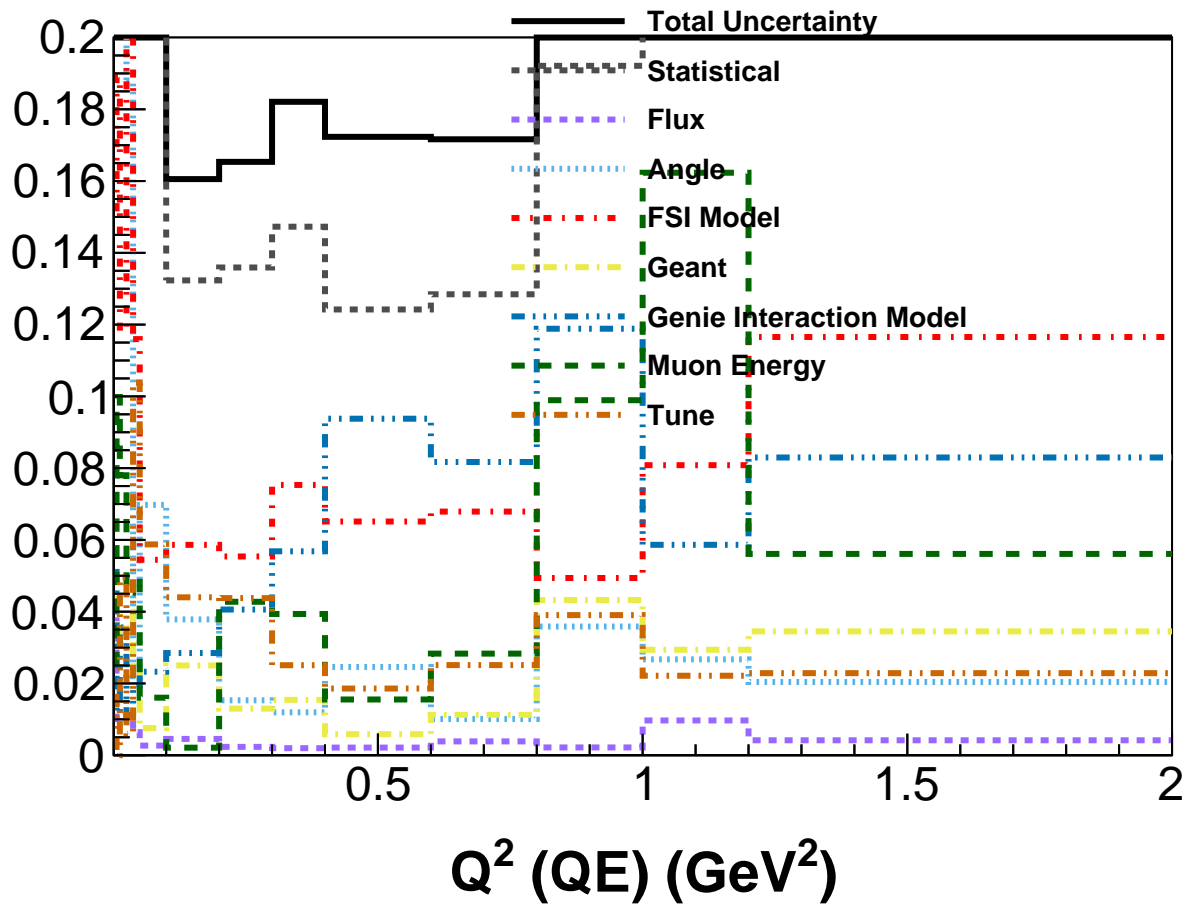 Total Uncertainty
0.2
Statistical
0.18
Flux
0.16
Angle
FSI Model
0.14
Geant
0.12
Genie Interaction Model
Muon Energy
0.1
Tune
0.08
0.06
0.04
0.02
0
0.5 1 1.5 2
Q² (QE) (GeV²)